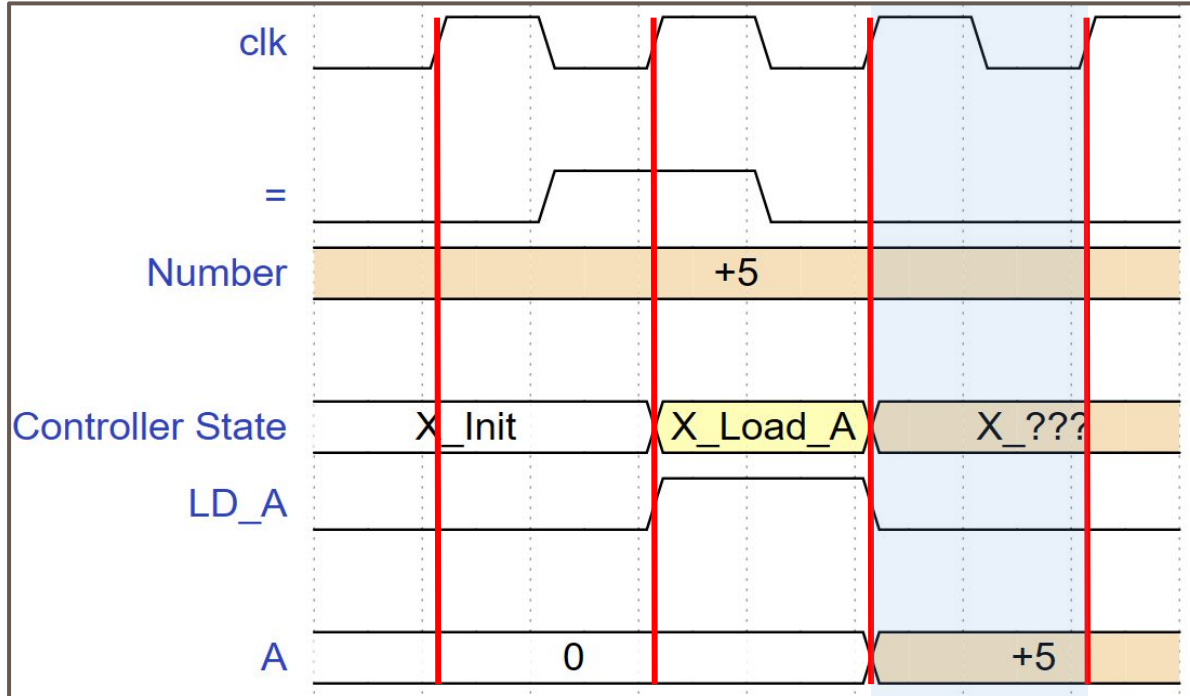 clk
=
Number +5
Controller State X_Init X_Load_A X_???
LD_A
A 0 +5